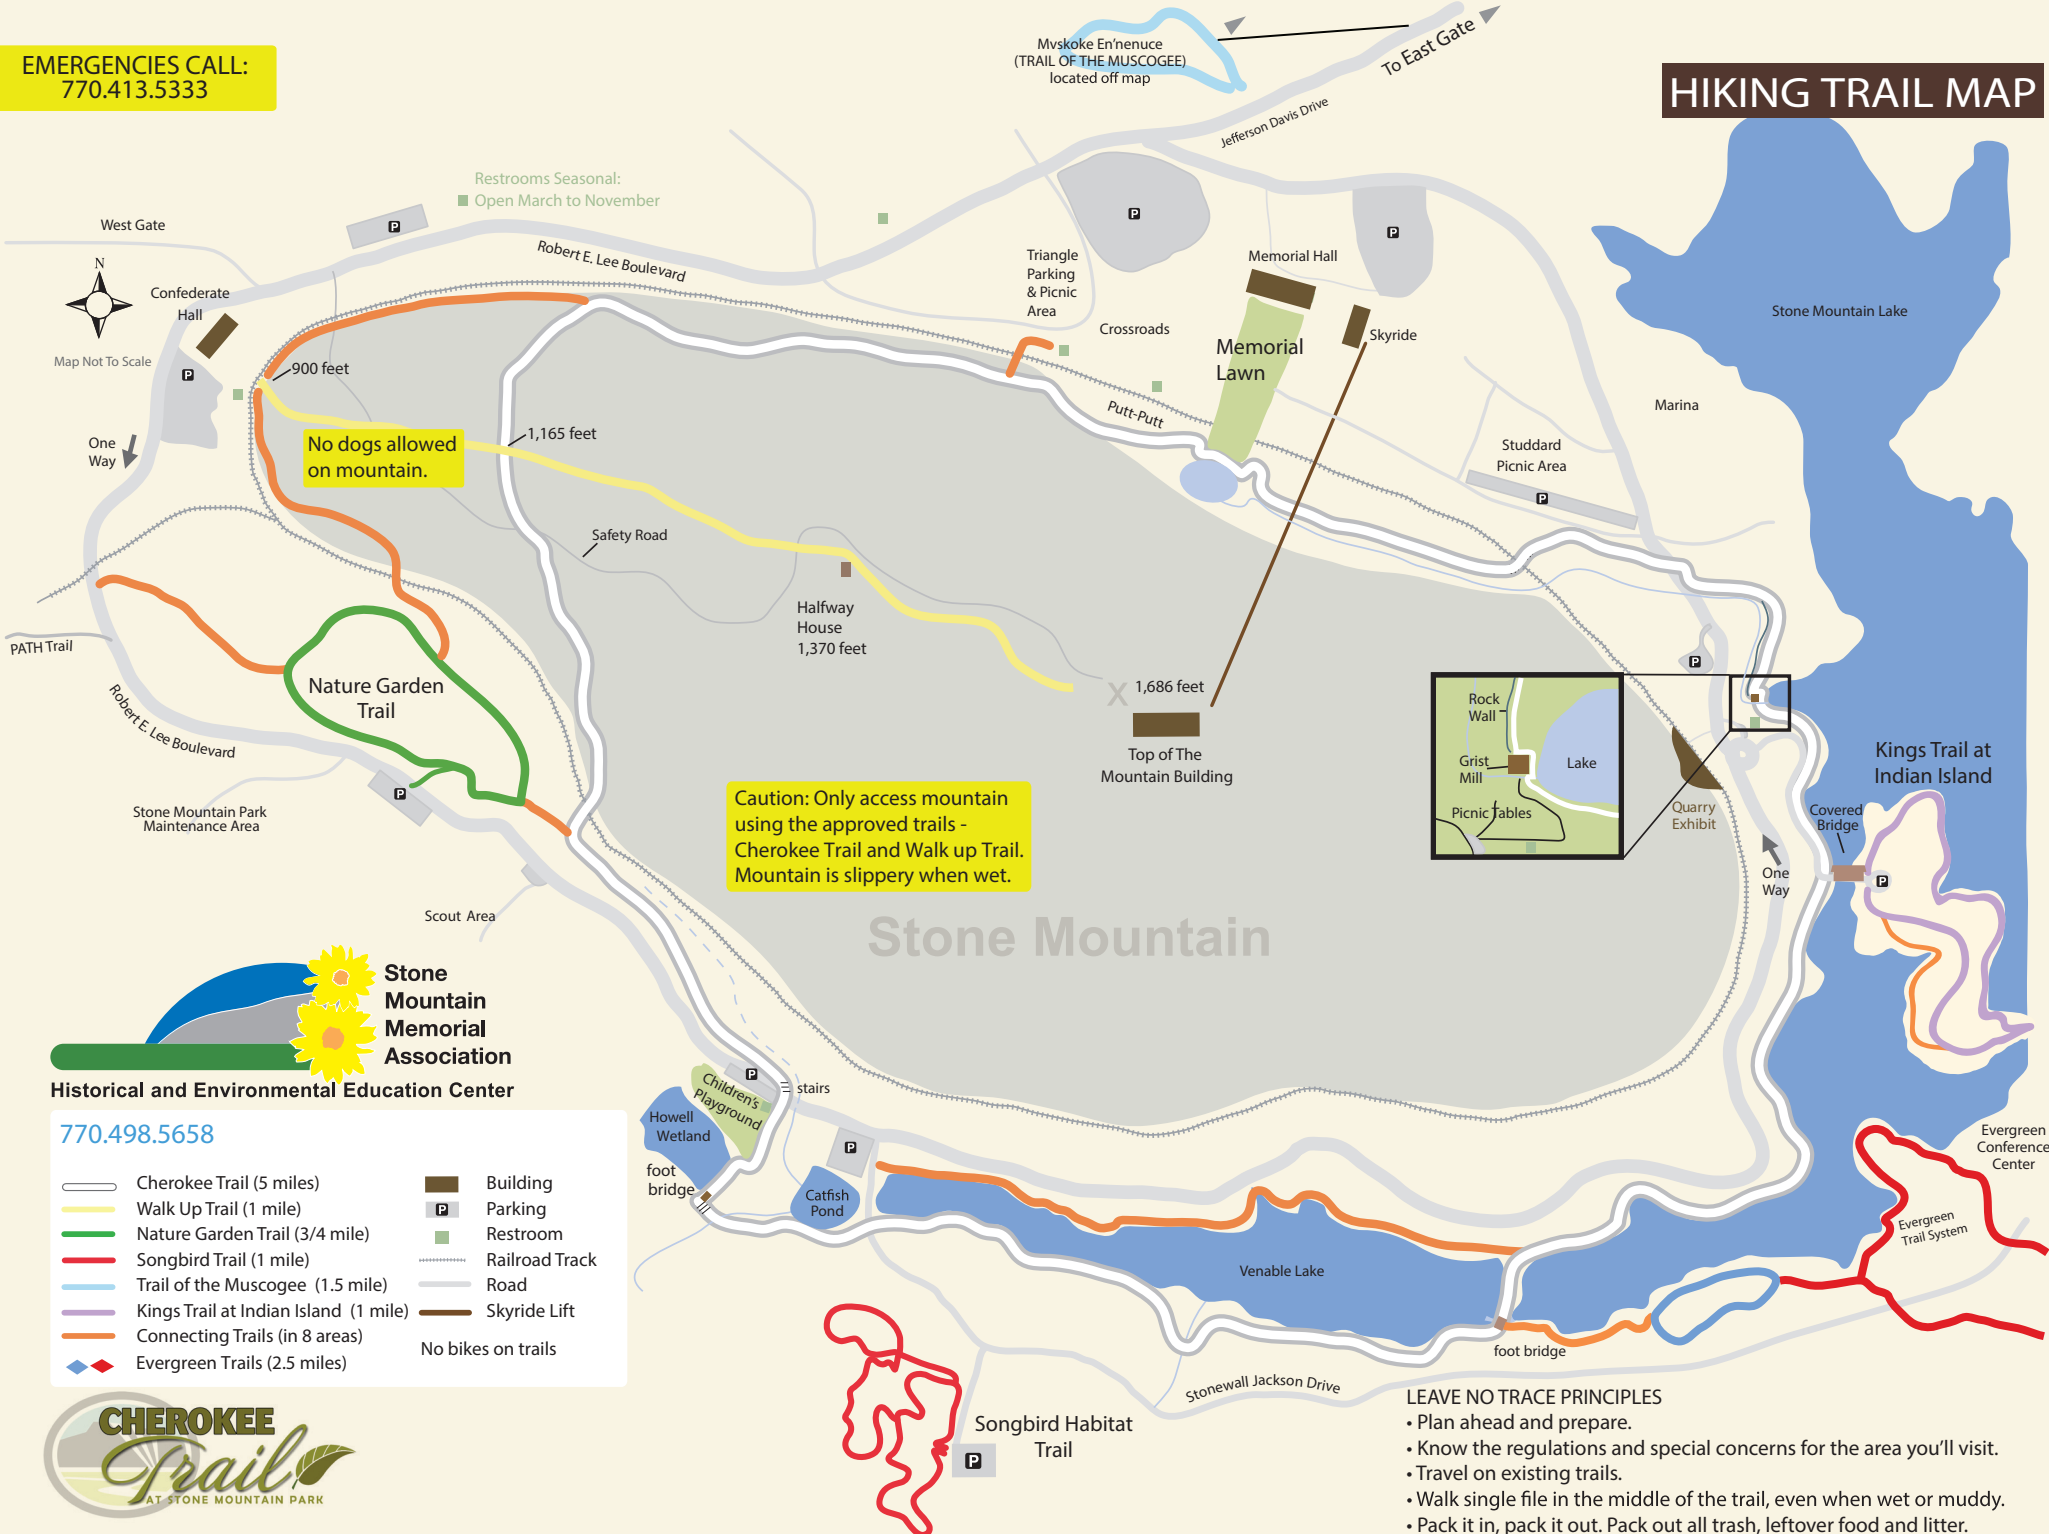 EMERGENCIES CALL:
770.413.5333
Mvskoke En'nenuce
(TRAIL OF THE MUSCOGEE)
located off map
To East Gate
HIKING TRAIL MAP
Jefferson Davis Drive
Restrooms Seasonal:
Open March to November
West Gate
N
Confederate
Hall
Map Not To Scale
P
P
Robert E. Lee Boulevard
Triangle
Parking
& Picnic
Area
P
Crossroads
Memorial Hall
P
Skyride
Memorial
Lawn
Putt-Putt
Stone Mountain Lake
Marina
Studdard
Picnic Area
P
900 feet
One
Way
No dogs allowed
on mountain.
1,165 feet
Safety Road
Halfway
House
1,370 feet
X
1,686 feet
Top of The
Mountain Building
PATH Trail
Nature Garden
Trail
Robert E. Lee Boulevard
P
Stone Mountain Park
Maintenance Area
Scout Area
Caution: Only access mountain
using the approved trails -
Cherokee Trail and Walk up Trail.
Mountain is slippery when wet.
Stone Mountain
P
Rock
Wall
Grist
Mill
Lake
Picnic Tables
Quarry
Exhibit
Kings Trail at
Indian Island
Covered
Bridge
P
One
Way
Stone
Mountain
Memorial
Association
Historical and Environmental Education Center
770.498.5658
Cherokee Trail (5 miles)
Walk Up Trail (1 mile)
Nature Garden Trail (3/4 mile)
Songbird Trail (1 mile)
Trail of the Muscogee (1.5 mile)
Kings Trail at Indian Island (1 mile)
Connecting Trails (in 8 areas)
Evergreen Trails (2.5 miles)
Building
P
Parking
Restroom
Railroad Track
Road
Skyride Lift
No bikes on trails
P
stairs
Children's
Playground
Howell
Wetland
foot
bridge
P
Catfish
Pond
Venable Lake
foot bridge
Evergreen
Conference
Center
Evergreen
Trail System
Stonewall Jackson Drive
Songbird Habitat
Trail
P
CHEROKEE
Trail
AT STONE MOUNTAIN PARK
LEAVE NO TRACE PRINCIPLES
• Plan ahead and prepare.
• Know the regulations and special concerns for the area you'll visit.
• Travel on existing trails.
• Walk single file in the middle of the trail, even when wet or muddy.
• Pack it in, pack it out. Pack out all trash, leftover food and litter.